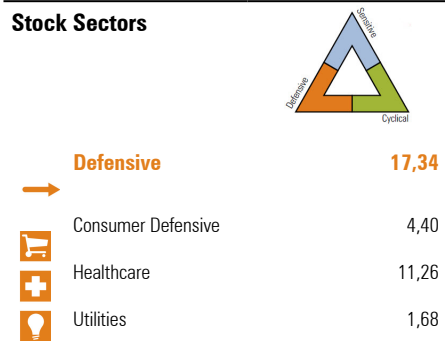 Stock Sectors
Sensitive
Defensive
Cyclical
Defensive 17,34
Consumer Defensive 4,40
Healthcare 11,26
Utilities 1,68